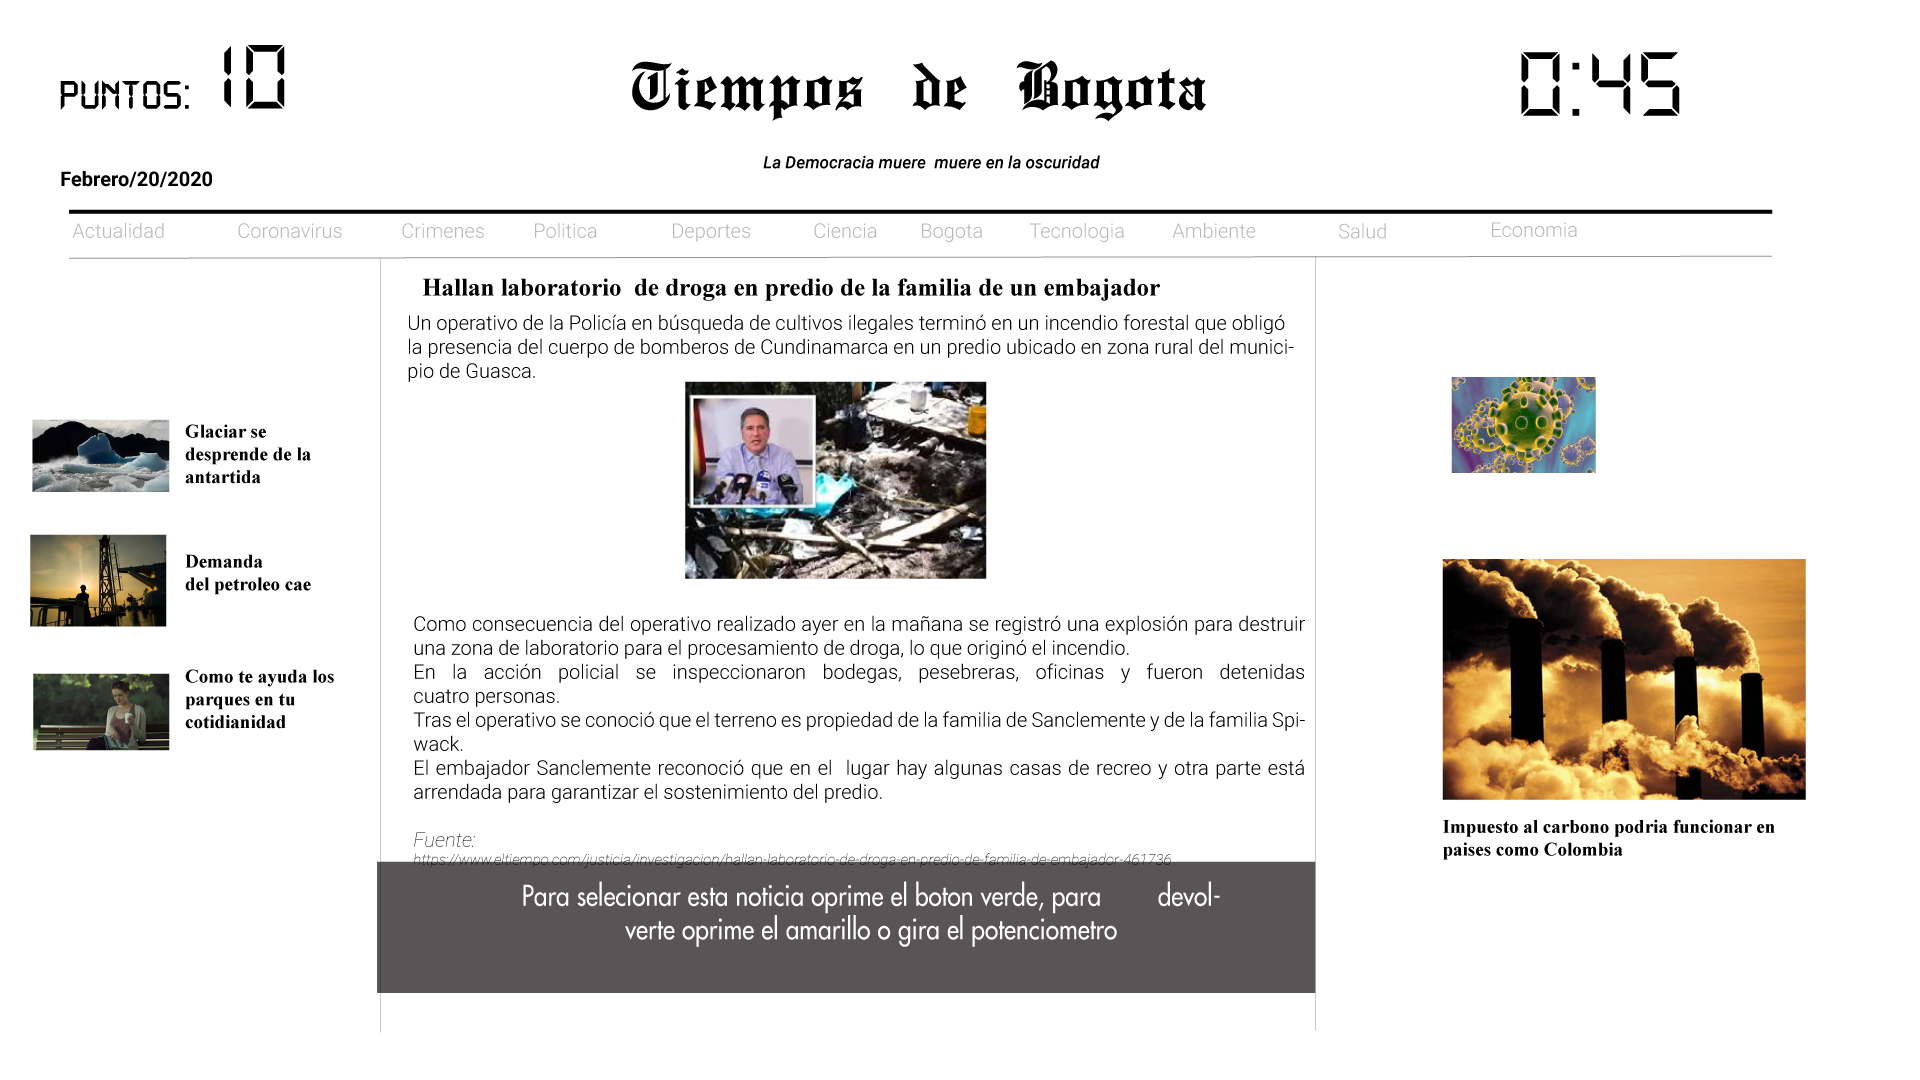 PUNTOS: 10
Tiempos de Bogota
0:45
La Democracia muere muere en la oscuridad
Febrero/20/2020
Actualidad Coronavirus Crimenes Politica Deportes Ciencia Bogota Tecnologia Ambiente Salud Economia
Glaciar se
desprende de la
antartida
Demanda
del petroleo cae
Como te ayuda los
parques en tu
cotidianidad
Hallan laboratorio de droga en predio de la familia de un embajador
Un operativo de la Policía en búsqueda de cultivos ilegales terminó en un incendio forestal que obligó
la presencia del cuerpo de bomberos de Cundinamarca en un predio ubicado en zona rural del munici-
pio de Guasca.
Como consecuencia del operativo realizado ayer en la mañana se registró una explosión para destruir
una zona de laboratorio para el procesamiento de droga, lo que originó el incendio.
En la acción policial se inspeccionaron bodegas, pesebreras, oficinas y fueron detenidas
cuatro personas.
Tras el operativo se conoció que el terreno es propiedad de la familia de Sanclemente y de la familia Spi-
wack.
El embajador Sanclemente reconoció que en el lugar hay algunas casas de recreo y otra parte está
arrendada para garantizar el sostenimiento del predio.
Fuente:
https://www.eltiempo.com/justicia/investigacion/hallan-laboratorio-de-droga-en-predio-de-familia-de-embajador-461736
Para selecionar esta noticia oprime el boton verde, para devol-
verte oprime el amarillo o gira el potenciometro
Impuesto al carbono podria funcionar en
paises como Colombia